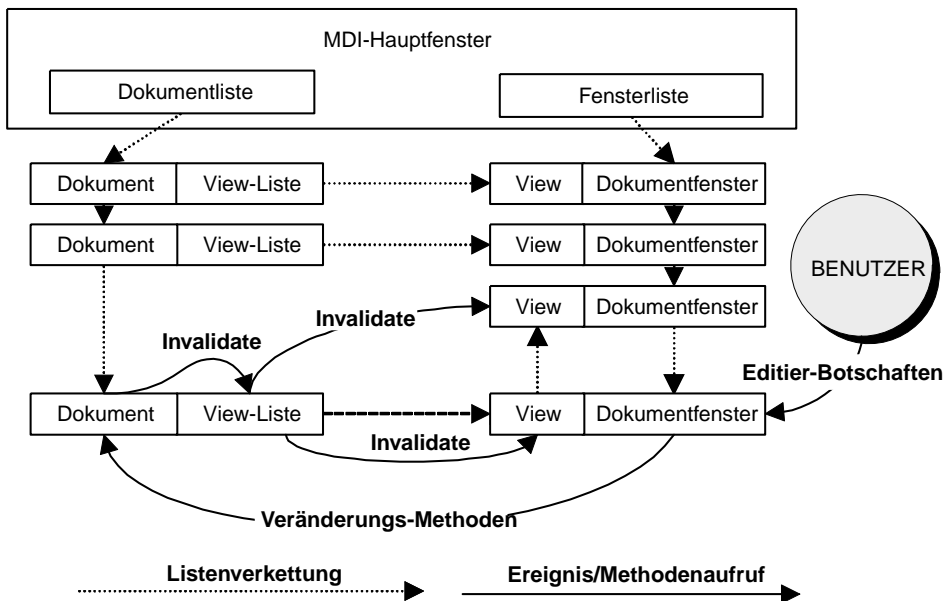 MDI-Hauptfenster
Dokumentliste
Fensterliste
Dokument View-Liste View Dokumentfenster
Dokument View-Liste View Dokumentfenster
BENUTZER
View Dokumentfenster
Invalidate
Invalidate
Editier-Botschaften
Dokument View-Liste View Dokumentfenster
Invalidate
Veränderungs-Methoden
Listenverkettung
Ereignis/Methodenaufruf